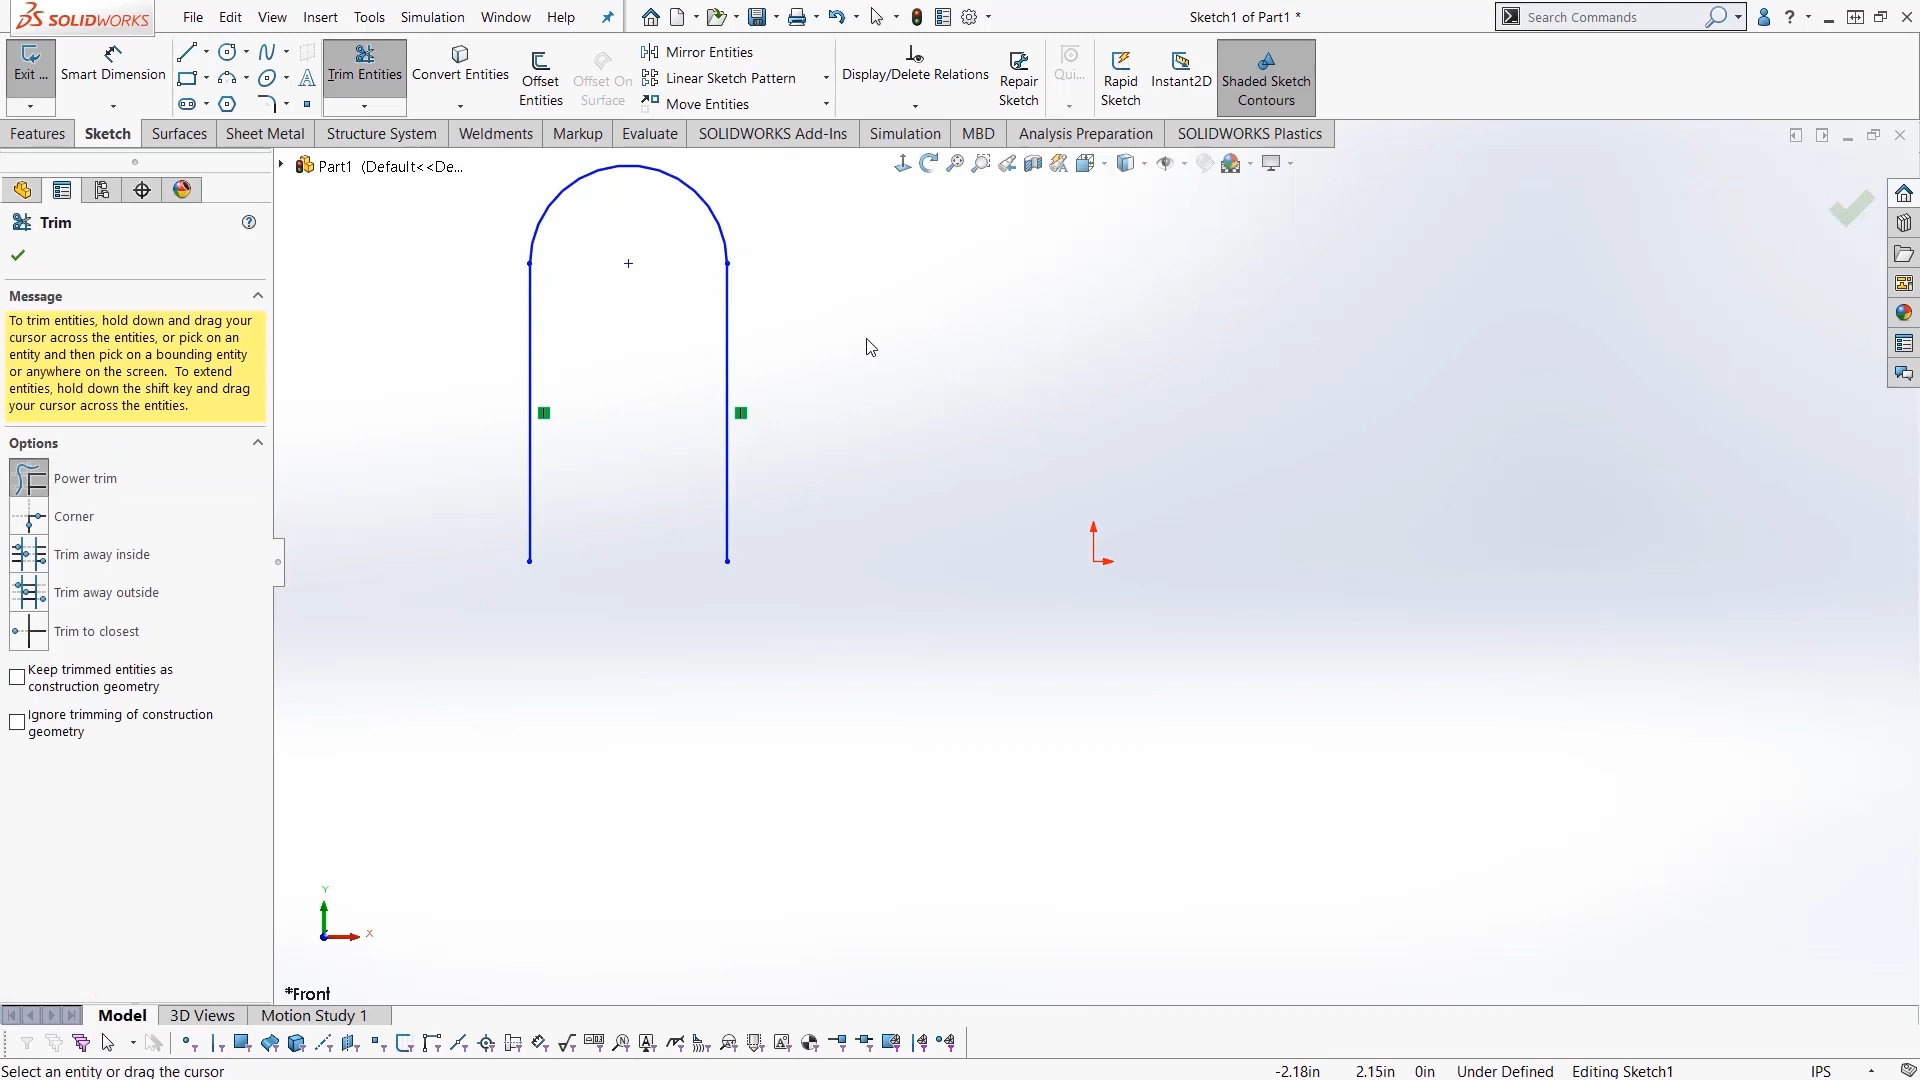 SOLIDWORKS
File Edit View Insert Tools Simulation Window Help
Sketch1 of Part1 *
Search Commands
Exit ...
Smart Dimension
Trim Entities
Convert Entities
Offset Entities
Offset On Surface
Mirror Entities
Linear Sketch Pattern
Move Entities
Display/Delete Relations
Repair Sketch
Qui...
Rapid Sketch
Instant2D
Shaded Sketch Contours
Features Sketch Surfaces Sheet Metal Structure System Weldments Markup Evaluate SOLIDWORKS Add-Ins Simulation MBD Analysis Preparation SOLIDWORKS Plastics
Part1 (Default<<De...
Trim
Message
To trim entities, hold down and drag your
cursor across the entities, or pick on an
entity and then pick on a bounding entity
or anywhere on the screen. To extend
entities, hold down the shift key and drag
your cursor across the entities.
Options
Power trim
Corner
Trim away inside
Trim away outside
Trim to closest
Keep trimmed entities as
construction geometry
Ignore trimming of construction
geometry
Y
X
*Front
Model 3D Views Motion Study 1
Select an entity or drag the cursor
-2.18in 2.15in 0in Under Defined Editing Sketch1 IPS